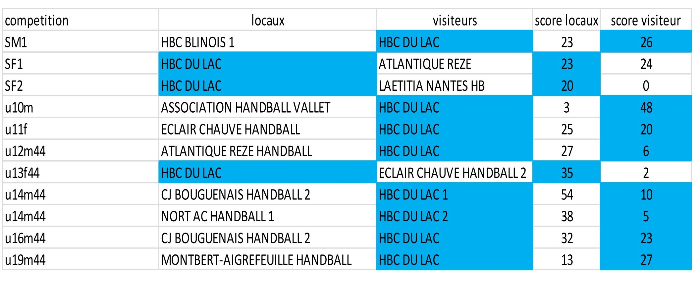 competition locaux visiteurs score locaux score visiteur
SM1 HBC BLINOIS 1 HBC DU LAC 23 26
SF1 HBC DU LAC ATLANTIQUE REZE 23 24
SF2 HBC DU LAC LAETITIA NANTES HB 20 0
u10m ASSOCIATION HANDBALL VALLET HBC DU LAC 3 48
u11f ECLAIR CHAUVE HANDBALL HBC DU LAC 25 20
u12m44 ATLANTIQUE REZE HANDBALL HBC DU LAC 27 6
u13f44 HBC DU LAC ECLAIR CHAUVE HANDBALL 2 35 2
u14m44 CJ BOUGUENAIS HANDBALL 2 HBC DU LAC 1 54 10
u14m44 NORT AC HANDBALL 1 HBC DU LAC 2 38 5
u16m44 CJ BOUGUENAIS HANDBALL 2 HBC DU LAC 32 23
u19m44 MONTBERT-AIGREFEUILLE HANDBALL HBC DU LAC 13 27